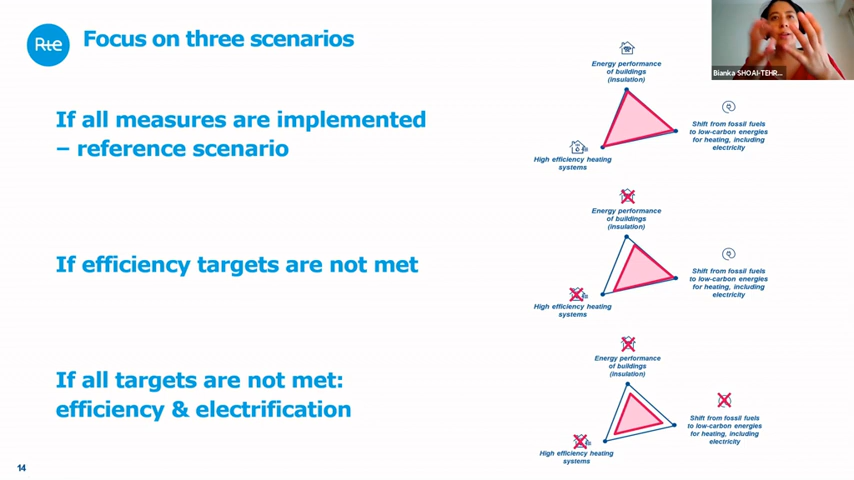 Rte
Focus on three scenarios
Bianka SHOAI-TEHR...
Energy performance
of buildings
(insulation)
If all measures are implemented
– reference scenario
Shift from fossil fuels
to low-carbon energies
for heating, including
electricity
High efficiency heating
systems
Energy performance
of buildings
(insulation)
If efficiency targets are not met
Shift from fossil fuels
to low-carbon energies
for heating, including
electricity
High efficiency heating
systems
Energy performance
of buildings
(insulation)
If all targets are not met:
efficiency & electrification
Shift from fossil fuels
to low-carbon energies
for heating, including
electricity
High efficiency heating
systems
14